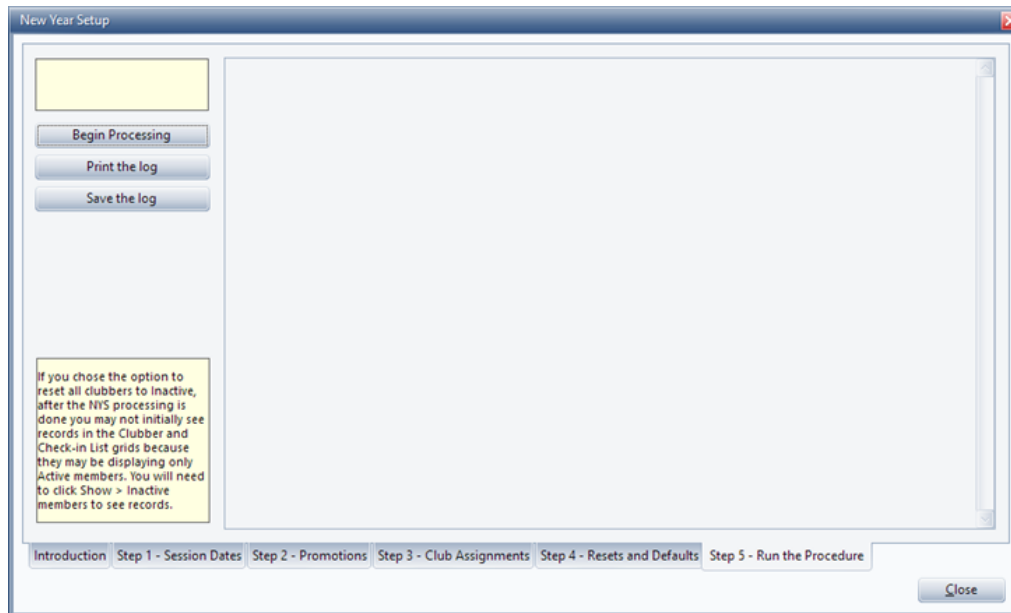 New Year Setup
Begin Processing
Print the log
Save the log
If you chose the option to
reset all clubbers to Inactive,
after the NYS processing is
done you may not initially see
records in the Clubber and
Check-in List grids because
they may be displaying only
Active members. You will need
to click Show > Inactive
members to see records.
Introduction Step 1 - Session Dates Step 2 - Promotions Step 3 - Club Assignments Step 4 - Resets and Defaults Step 5 - Run the Procedure
Close